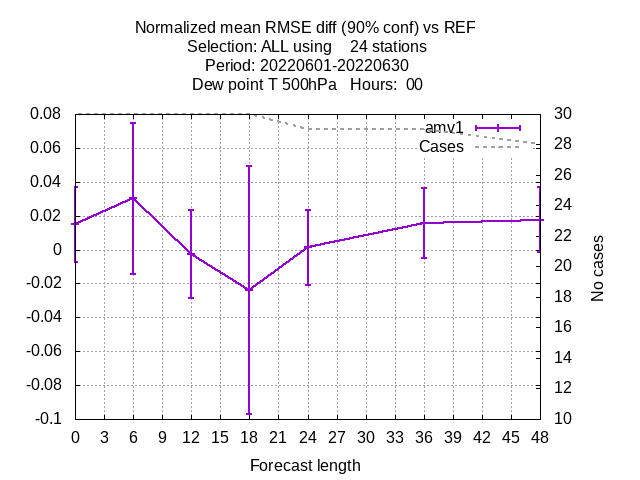 Normalized mean RMSE diff (90% conf) vs REF
Selection: ALL using    24 stations
Period: 20220601-20220630
Dew point T 500hPa   Hours:  00
0.08
0.06
0.04
0.02
0
-0.02
-0.04
-0.06
-0.08
-0.1
amv1
Cases
30
28
26
24
22
20
18
16
14
12
10
No cases
0 3 6 9 12 15 18 21 24 27 30 33 36 39 42 45 48
Forecast length